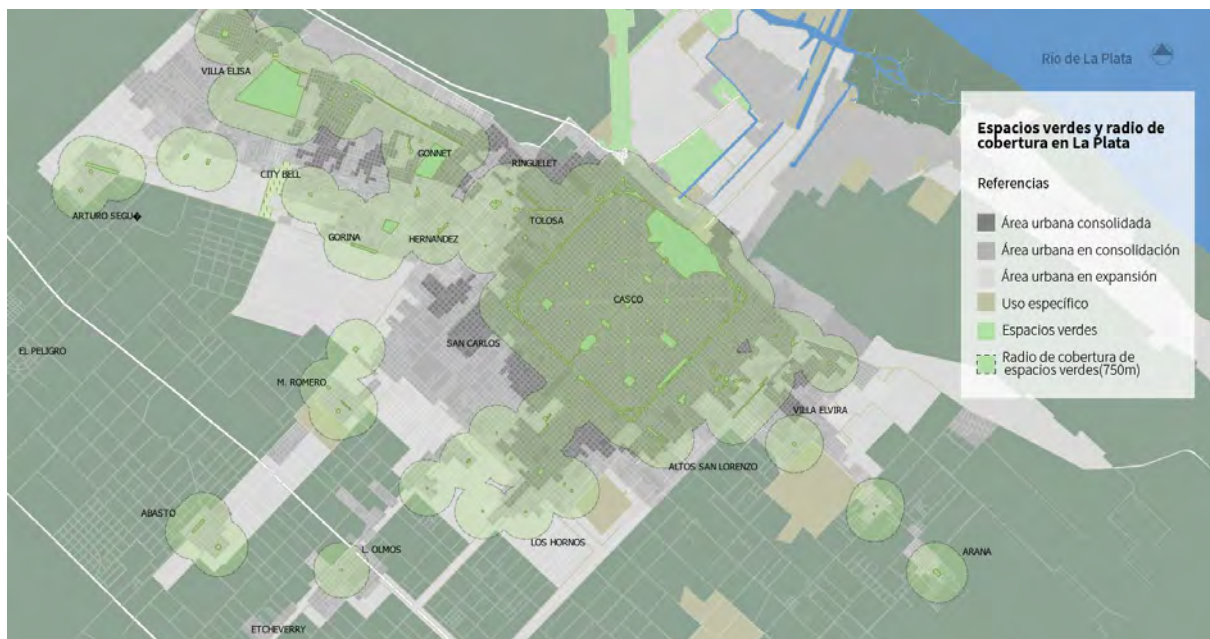 Río de La Plata
Espacios verdes y radio de
cobertura en La Plata
Referencias
Área urbana consolidada
Área urbana en consolidación
Área urbana en expansión
Uso específico
Espacios verdes
Radio de cobertura de
espacios verdes(750m)
VILLA ELISA
GONNET
RINGUELET
CITY BELL
ARTURO SEGU�
TOLOSA
GORINA
HERNANDEZ
CASCO
SAN CARLOS
EL PELIGRO
M. ROMERO
VILLA ELVIRA
ALTOS SAN LORENZO
ABASTO
LOS HORNOS
L. OLMOS
ARANA
ETCHEVERRY